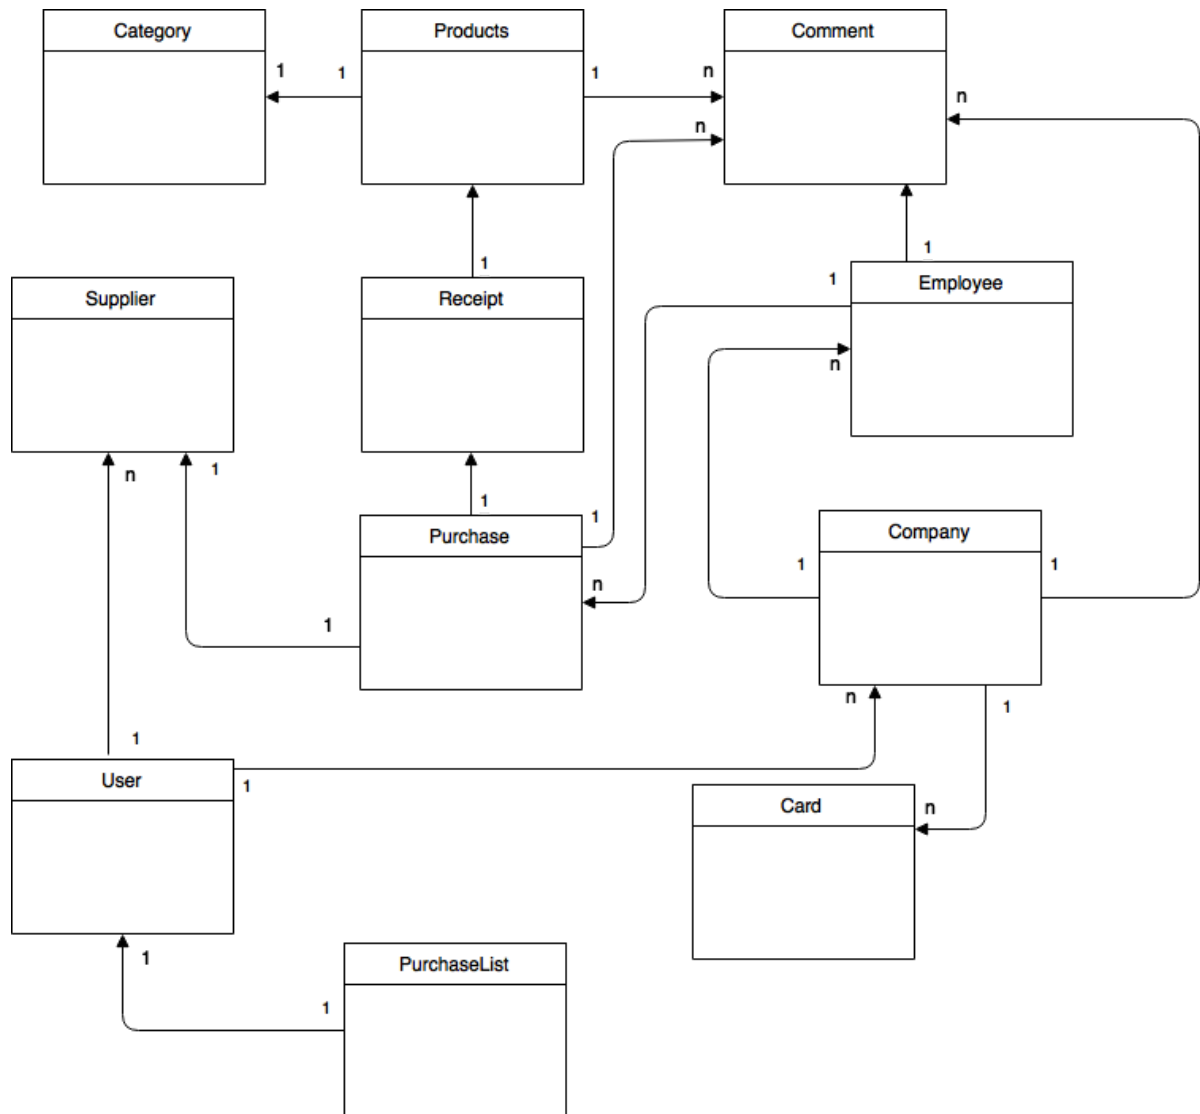 Category
Products
Comment
1
1
1
n
n
n
1
1
1
Supplier
Receipt
Employee
n
n
1
1
1
Purchase
Company
1
1
n
1
n
1
1
1
User
1
Card
n
1
PurchaseList
1